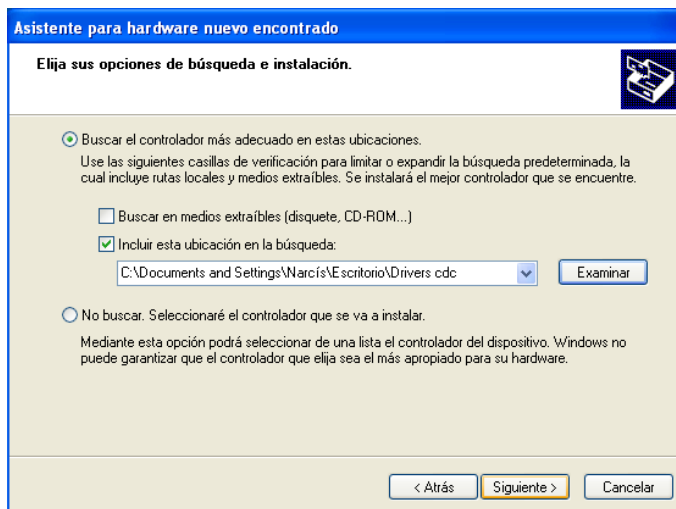 Asistente para hardware nuevo encontrado
Elija sus opciones de búsqueda e instalación.
Buscar el controlador más adecuado en estas ubicaciones.
Use las siguientes casillas de verificación para limitar o expandir la búsqueda predeterminada, la
cual incluye rutas locales y medios extraíbles. Se instalará el mejor controlador que se encuentre.
Buscar en medios extraíbles (disquete, CD-ROM...)
Incluir esta ubicación en la búsqueda:
C:\Documents and Settings\Narcís\Escritorio\Drivers cdc
Examinar
No buscar. Seleccionaré el controlador que se va a instalar.
Mediante esta opción podrá seleccionar de una lista el controlador del dispositivo. Windows no
puede garantizar que el controlador que elija sea el más apropiado para su hardware.
< Atrás
Siguiente >
Cancelar